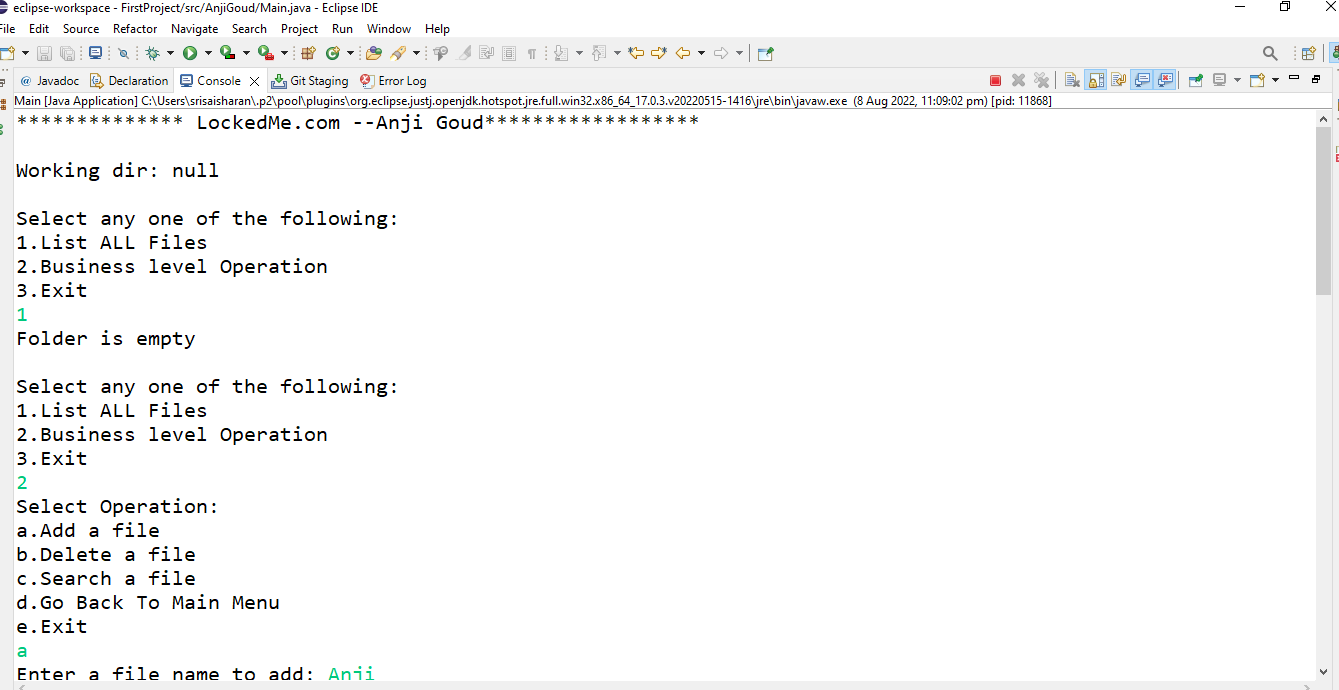 eclipse-workspace - FirstProject/src/AnjiGoud/Main.java - Eclipse IDE
File Edit Source Refactor Navigate Search Project Run Window Help
@ Javadoc Declaration Console Git Staging Error Log
Main [Java Application] C:\Users\srisaisharan\.p2\pool\plugins\org.eclipse.justj.openjdk.hotspot.jre.full.win32.x86_64_17.0.3.v20220515-1416\jre\bin\javaw.exe (8 Aug 2022, 11:09:02 pm) [pid: 11868]
************** LockedMe.com --Anji Goud******************
Working dir: null
Select any one of the following:
1.List ALL Files
2.Business level Operation
3.Exit
1
Folder is empty
Select any one of the following:
1.List ALL Files
2.Business level Operation
3.Exit
2
Select Operation:
a.Add a file
b.Delete a file
c.Search a file
d.Go Back To Main Menu
e.Exit
a
Enter a file name to add: Anji